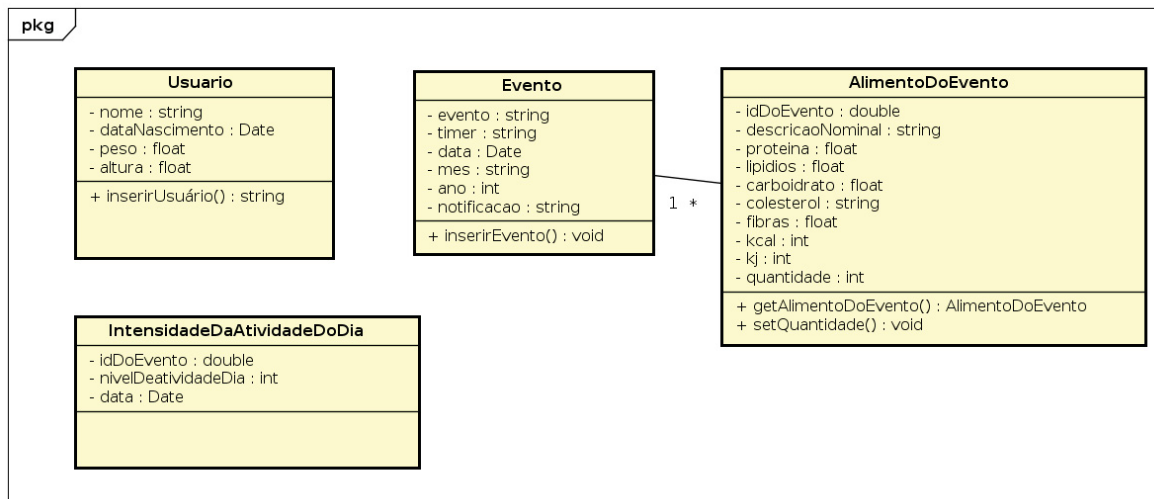 pkg
Usuario
- nome : string
- dataNascimento : Date
- peso : float
- altura : float
+ inserirUsuário() : string
Evento
- evento : string
- timer : string
- data : Date
- mes : string
- ano : int
- notificacao : string
+ inserirEvento() : void
1 *
AlimentoDoEvento
- idDoEvento : double
- descricaoNominal : string
- proteina : float
- lipidios : float
- carboidrato : float
- colesterol : string
- fibras : float
- kcal : int
- kj : int
- quantidade : int
+ getAlimentoDoEvento() : AlimentoDoEvento
+ setQuantidade() : void
IntensidadeDaAtividadeDoDia
- idDoEvento : double
- nivelDeatividadeDia : int
- data : Date